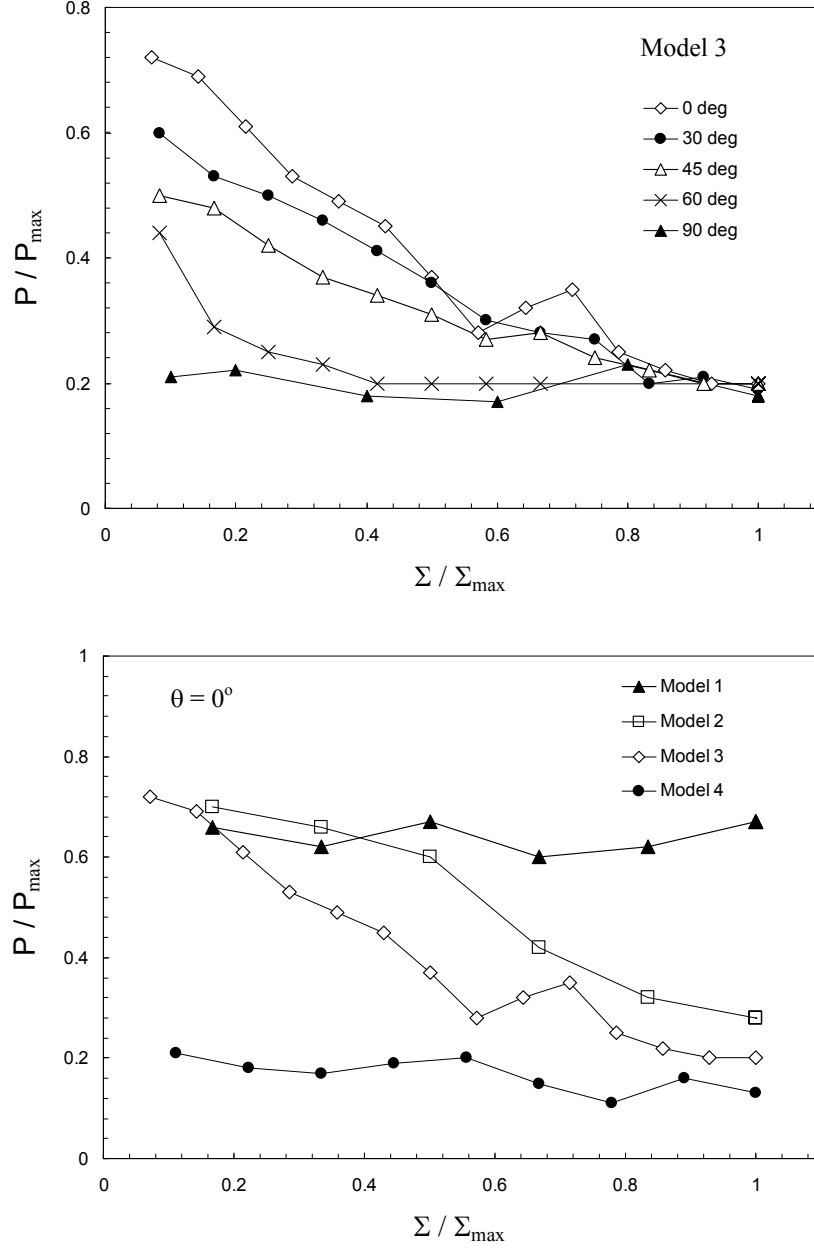 0.8
Model 3
0 deg
30 deg
45 deg
60 deg
90 deg
0.6
0.4
0.2
0
P / Pmax
0 0.2 0.4 0.6 0.8 1
Σ / Σmax
1
θ = 0°
Model 1
Model 2
Model 3
Model 4
0.8
0.6
0.4
0.2
0
P / Pmax
0 0.2 0.4 0.6 0.8 1
Σ / Σmax